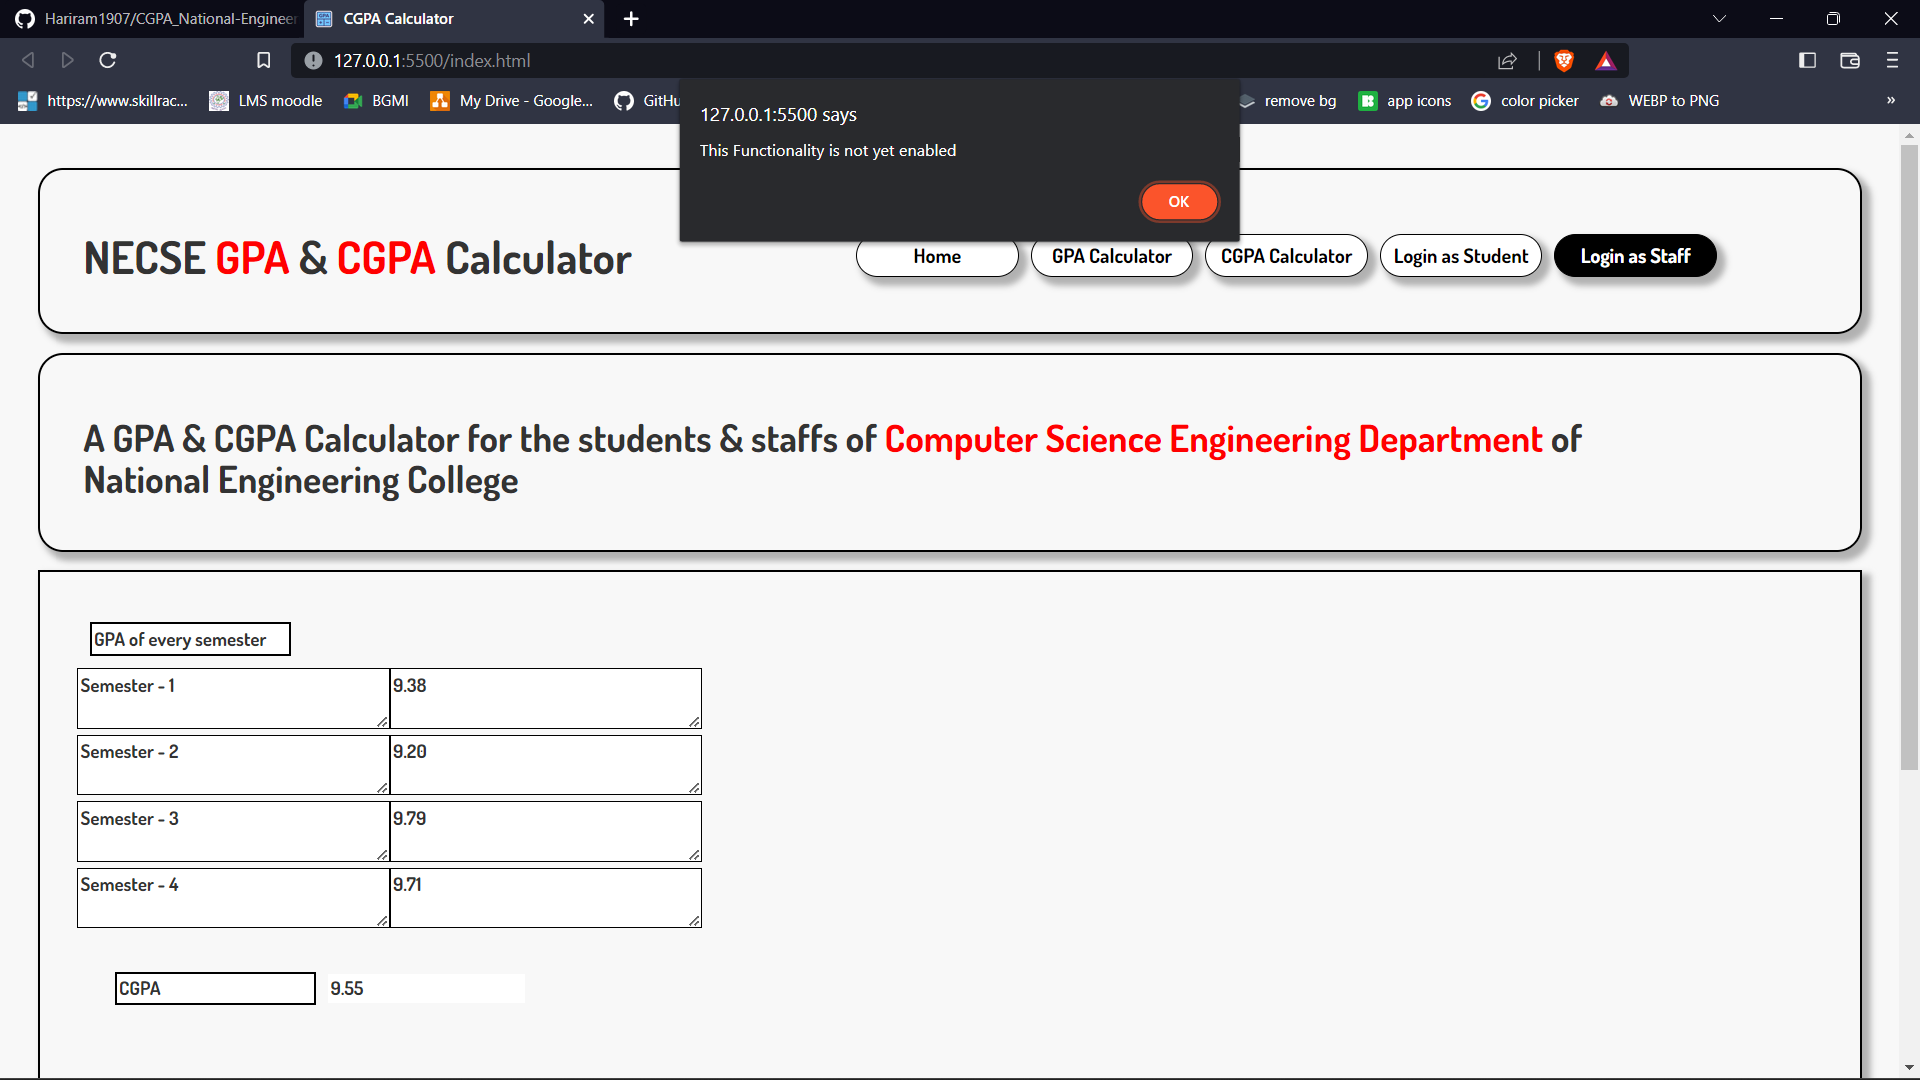 Hariram1907/CGPA_National-Engineer
CGPA Calculator
127.0.0.1:5500/index.html
https://www.skillrac...
LMS moodle
BGMI
My Drive - Google...
GitHu
remove bg
app icons
color picker
WEBP to PNG
»
127.0.0.1:5500 says
This Functionality is not yet enabled
OK
NECSE GPA & CGPA Calculator
Home
GPA Calculator
CGPA Calculator
Login as Student
Login as Staff
A GPA & CGPA Calculator for the students & staffs of Computer Science Engineering Department of
National Engineering College
GPA of every semester
Semester - 1 9.38
Semester - 2 9.20
Semester - 3 9.79
Semester - 4 9.71
CGPA 9.55